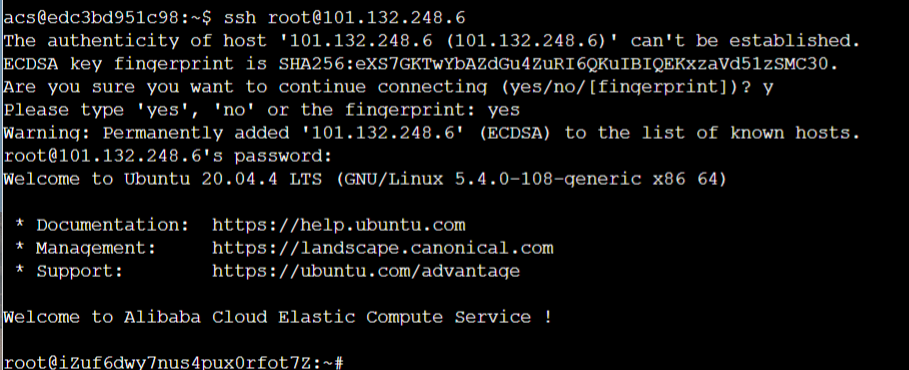 acs@edc3bd951c98:~$ ssh root@101.132.248.6
The authenticity of host '101.132.248.6 (101.132.248.6)' can't be established.
ECDSA key fingerprint is SHA256:eXS7GKTwYbAZdGu4ZuRI6QKuIBIQEKxzaVd51zSMC30.
Are you sure you want to continue connecting (yes/no/[fingerprint])? y
Please type 'yes', 'no' or the fingerprint: yes
Warning: Permanently added '101.132.248.6' (ECDSA) to the list of known hosts.
root@101.132.248.6's password:
Welcome to Ubuntu 20.04.4 LTS (GNU/Linux 5.4.0-108-generic x86 64)
* Documentation: https://help.ubuntu.com
* Management: https://landscape.canonical.com
* Support: https://ubuntu.com/advantage
Welcome to Alibaba Cloud Elastic Compute Service !
root@iZuf6dwy7nus4pux0rfot7Z:~#